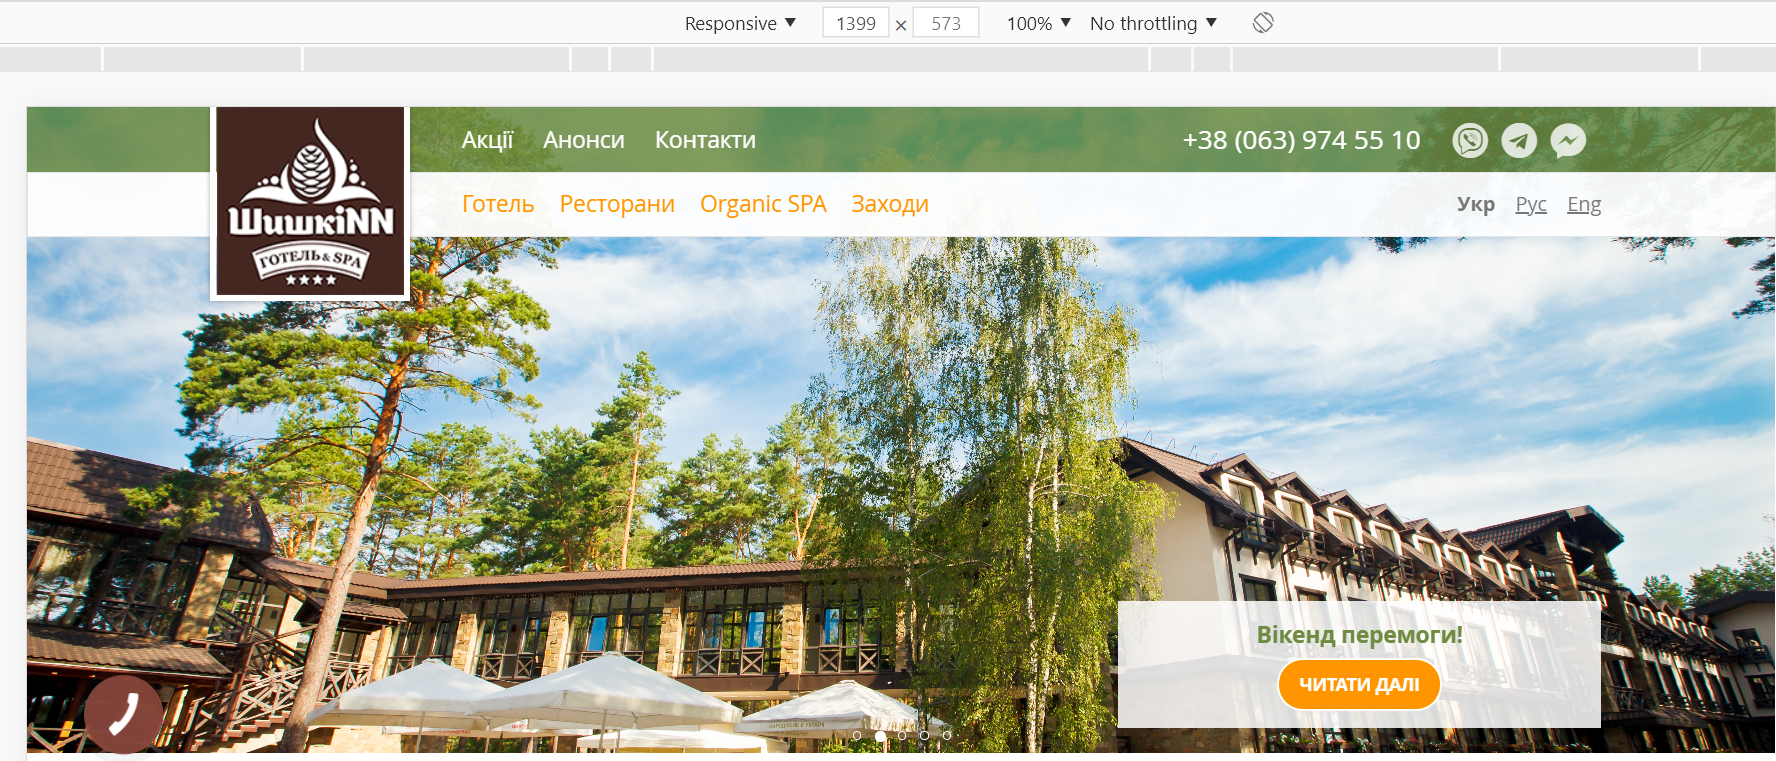 Responsive 1399 × 573 100% No throttling
Акції Анонси Контакти +38 (063) 974 55 10
Готель Ресторани Organic SPA Заходи Укр Рус Eng
ШишкіNN
ГОТЕЛЬ & SPA
Вікенд перемоги!
ЧИТАТИ ДАЛІ